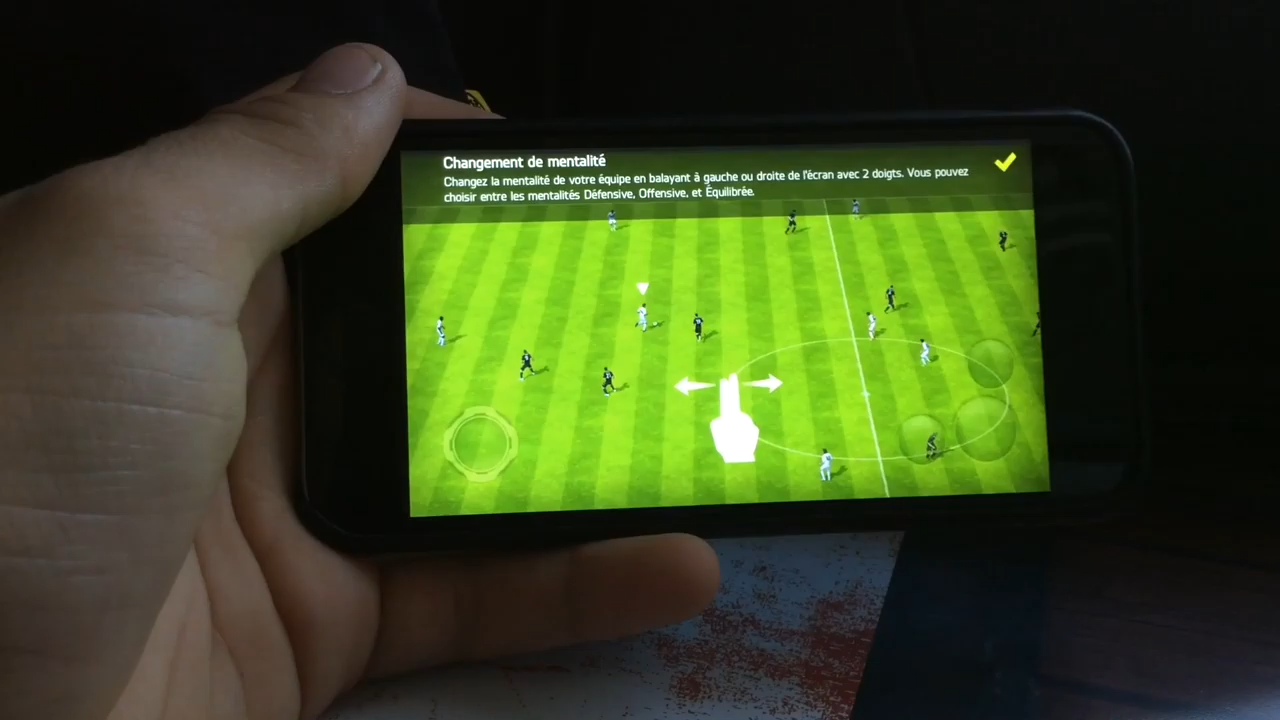 Changement de mentalité
Changez la mentalité de votre équipe en balayant à gauche ou droite de l'écran avec 2 doigts. Vous pouvez
choisir entre les mentalités Défensive, Offensive, et Équilibrée.